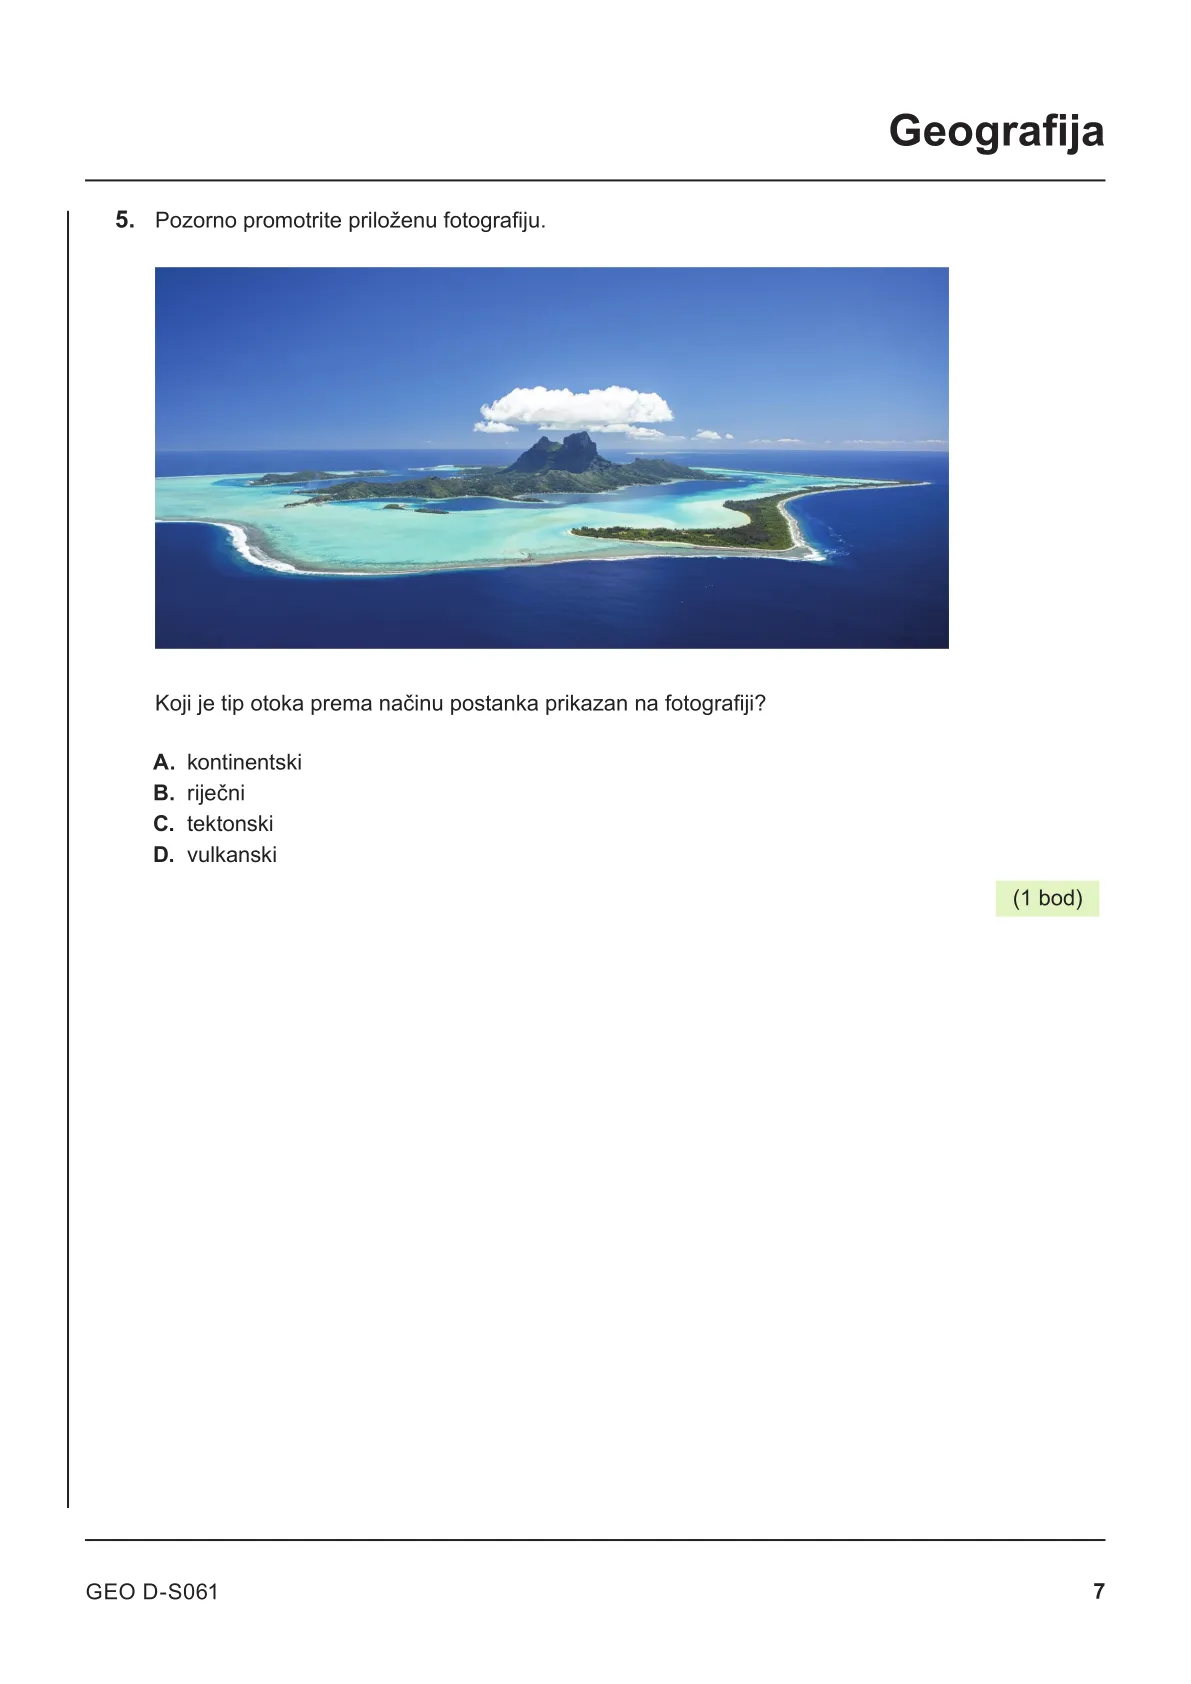 Geografija
5. Pozorno promotrite priloženu fotografiju.
Koji je tip otoka prema načinu postanka prikazan na fotografiji?
A. kontinentski
B. riječni
C. tektonski
D. vulkanski
(1 bod)
GEO D-S061
7